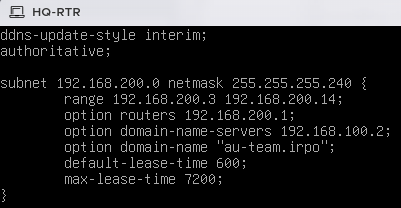 HQ-RTR
ddns-update-style interim;
authoritative;
subnet 192.168.200.0 netmask 255.255.255.240 {
range 192.168.200.3 192.168.200.14;
option routers 192.168.200.1;
option domain-name-servers 192.168.100.2;
option domain-name "au-team.irpo";
default-lease-time 600;
max-lease-time 7200;
}